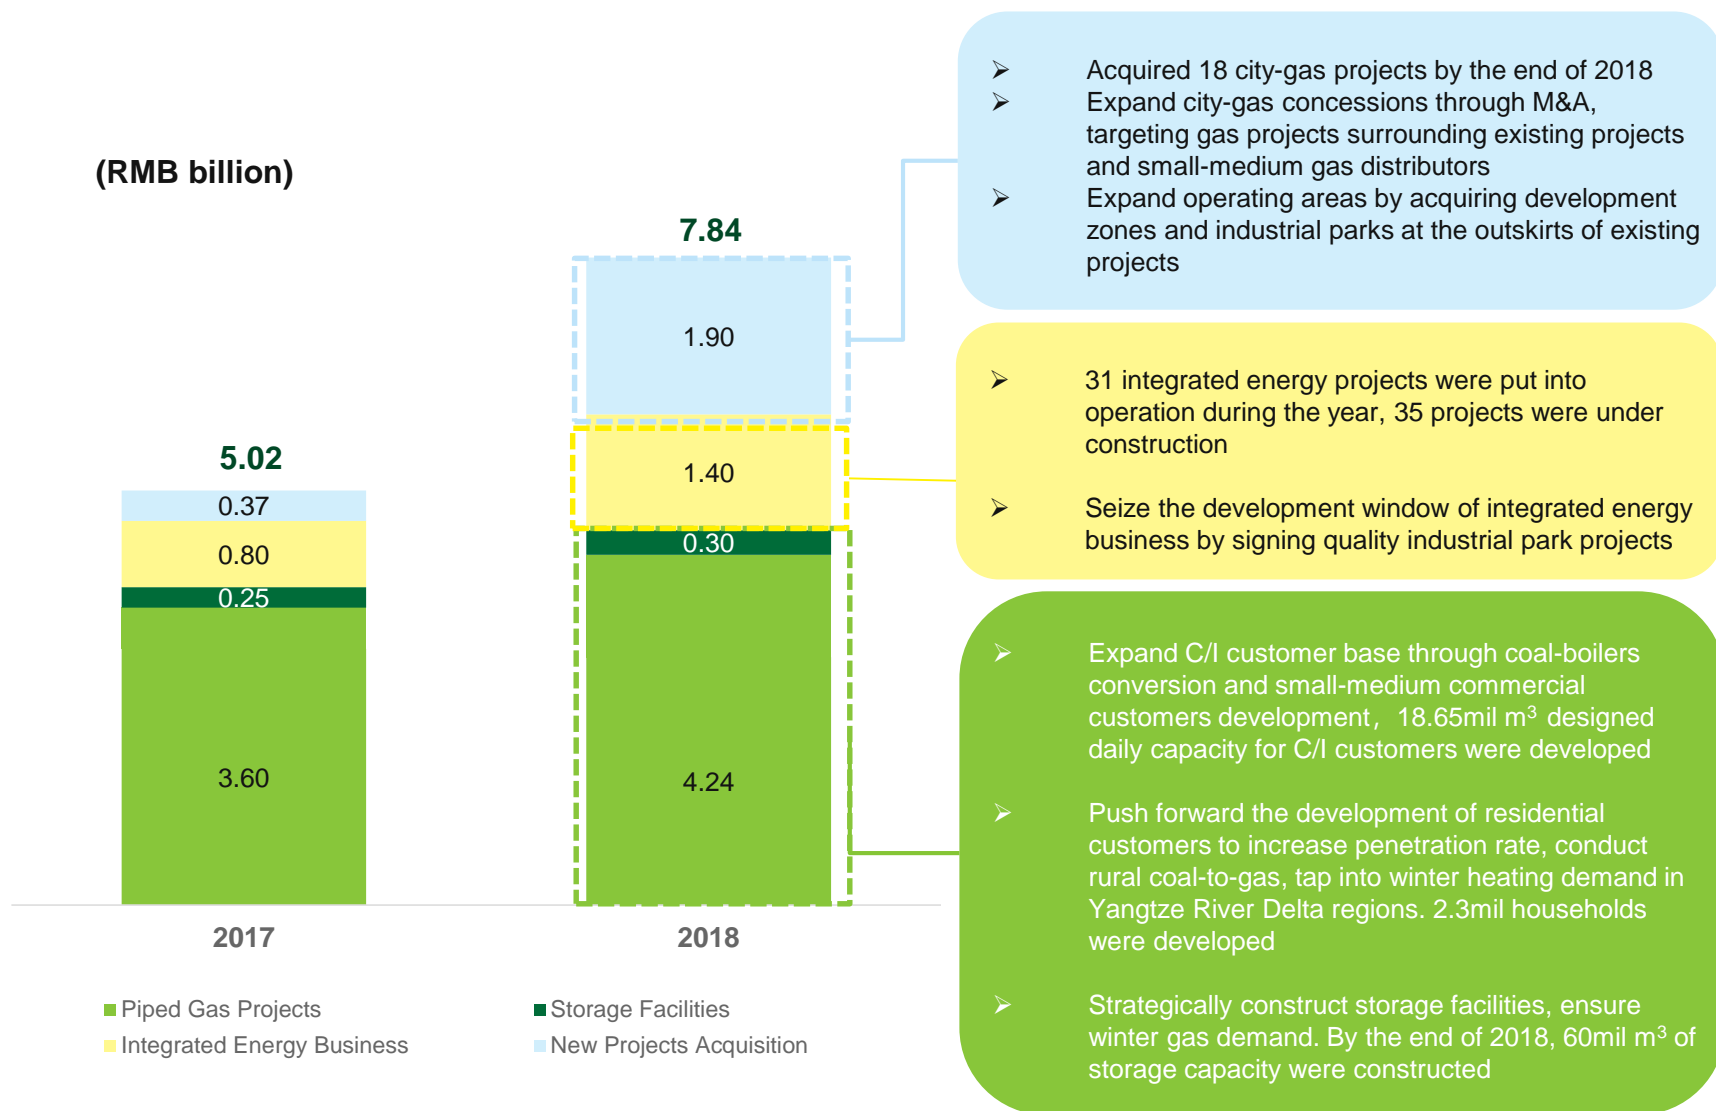 (RMB billion)
5.02
0.37
0.80
0.25
3.60
7.84
1.90
1.40
0.30
4.24
2017
2018
Piped Gas Projects
Storage Facilities
Integrated Energy Business
New Projects Acquisition
➢ Acquired 18 city-gas projects by the end of 2018
➢ Expand city-gas concessions through M&A,
targeting gas projects surrounding existing projects
and small-medium gas distributors
➢ Expand operating areas by acquiring development
zones and industrial parks at the outskirts of existing
projects
➢ 31 integrated energy projects were put into
operation during the year, 35 projects were under
construction
➢ Seize the development window of integrated energy
business by signing quality industrial park projects
➢ Expand C/I customer base through coal-boilers
conversion and small-medium commercial
customers development，18.65mil m³ designed
daily capacity for C/I customers were developed
➢ Push forward the development of residential
customers to increase penetration rate, conduct
rural coal-to-gas, tap into winter heating demand in
Yangtze River Delta regions. 2.3mil households
were developed
➢ Strategically construct storage facilities, ensure
winter gas demand. By the end of 2018, 60mil m³ of
storage capacity were constructed